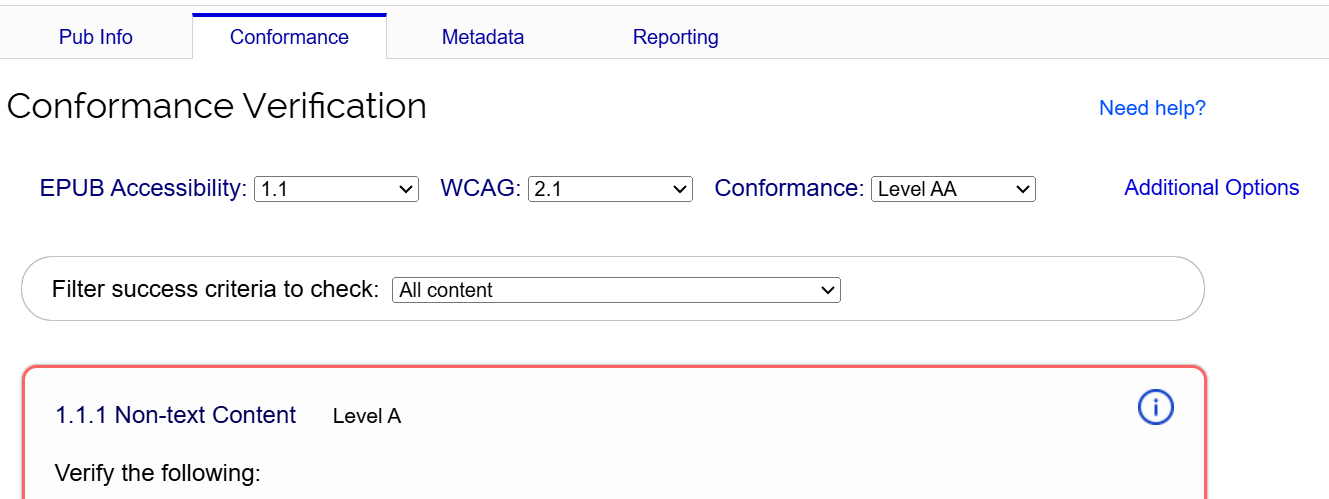 Pub Info Conformance Metadata Reporting
Conformance Verification Need help?
EPUB Accessibility: 1.1 WCAG: 2.1 Conformance: Level AA Additional Options
Filter success criteria to check: All content
1.1.1 Non-text Content Level A
Verify the following: